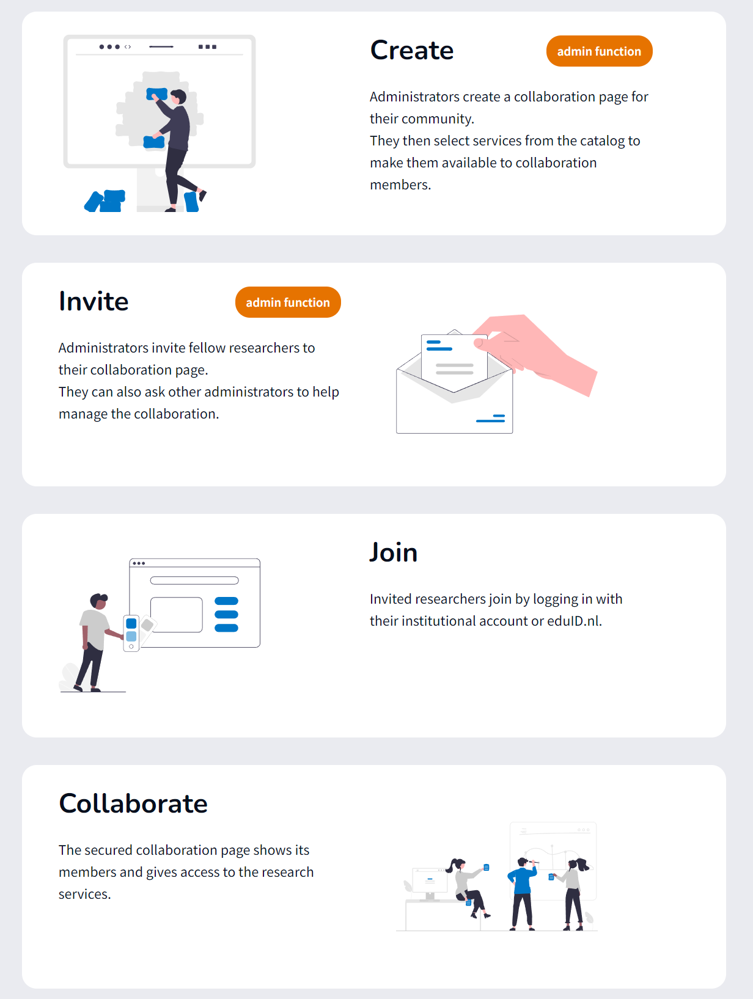 Create
admin function
Administrators create a collaboration page for
their community.
They then select services from the catalog to
make them available to collaboration
members.
Invite
admin function
Administrators invite fellow researchers to
their collaboration page.
They can also ask other administrators to help
manage the collaboration.
Join
Invited researchers join by logging in with
their institutional account or eduID.nl.
Collaborate
The secured collaboration page shows its
members and gives access to the research
services.